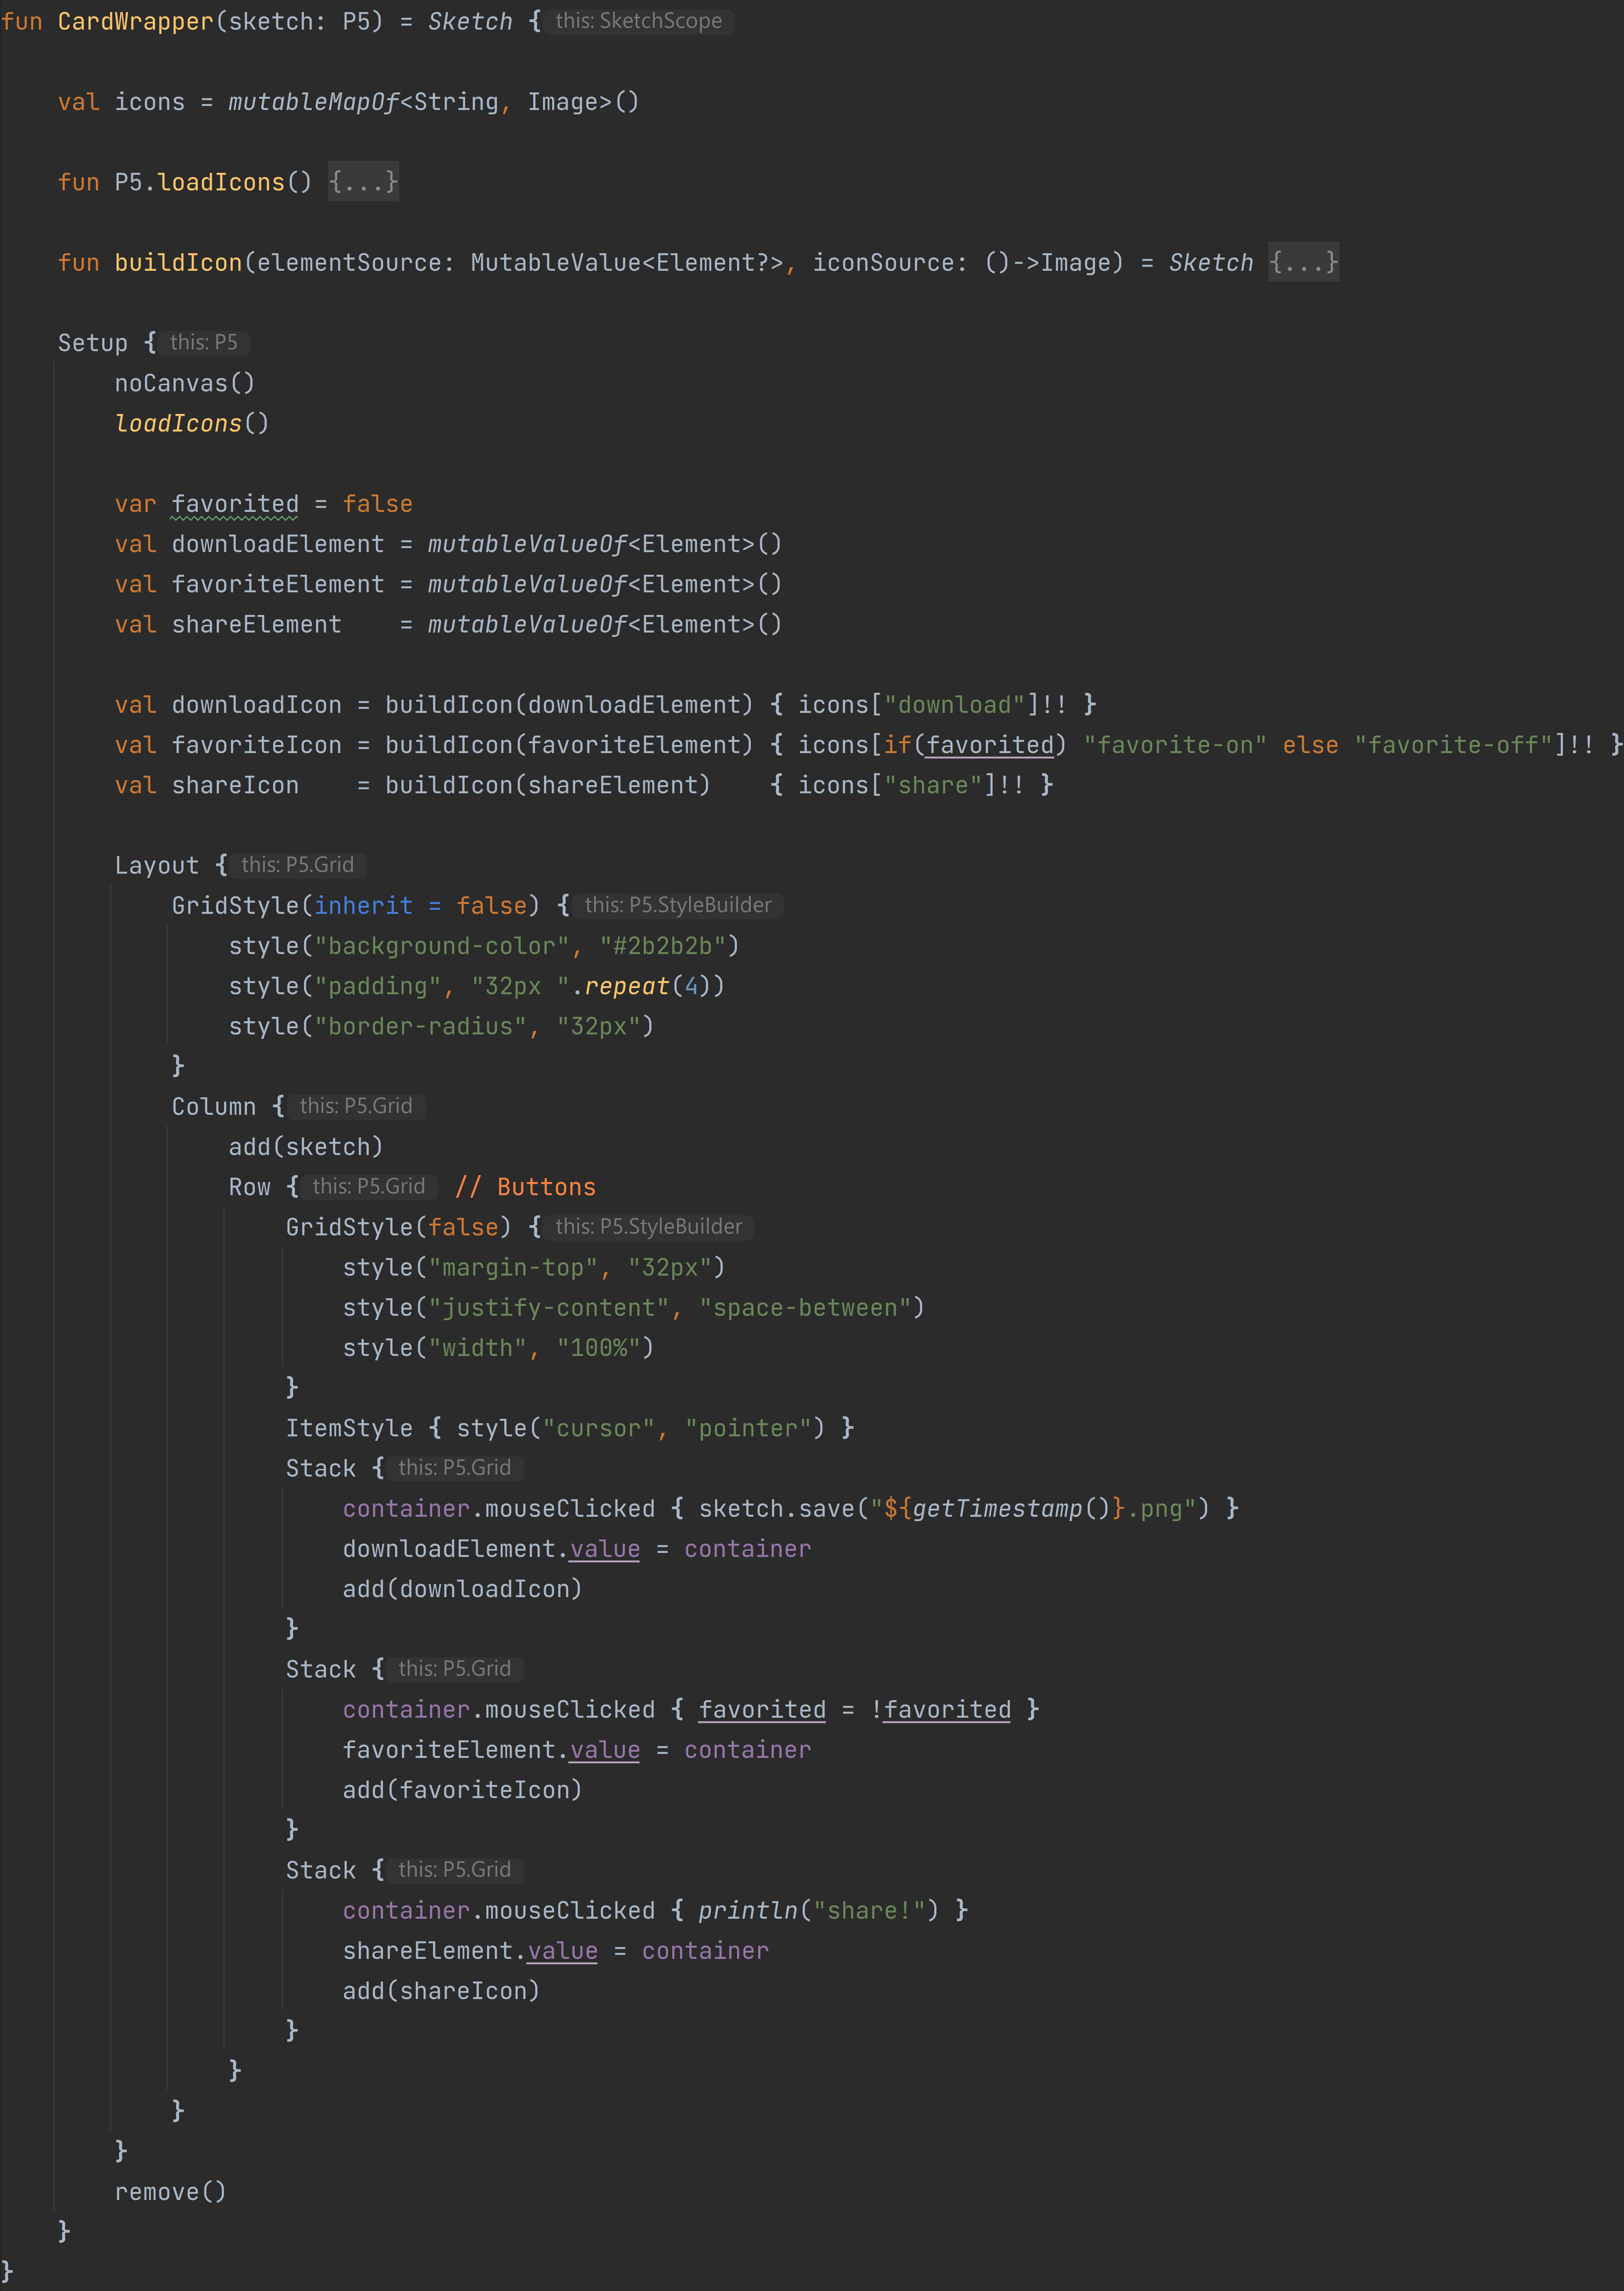 fun CardWrapper(sketch: P5) = Sketch { this: SketchScope
val icons = mutableMapOf<String, Image>()
fun P5.loadIcons() {...}
fun buildIcon(elementSource: MutableValue<Element?>, iconSource: ()->Image) = Sketch {...}
Setup { this: P5
noCanvas()
loadIcons()
var favorited = false
val downloadElement = mutableValueOf<Element>()
val favoriteElement = mutableValueOf<Element>()
val shareElement    = mutableValueOf<Element>()
val downloadIcon = buildIcon(downloadElement) { icons["download"]!! }
val favoriteIcon = buildIcon(favoriteElement) { icons[if(favorited) "favorite-on" else "favorite-off"]!! }
val shareIcon    = buildIcon(shareElement)    { icons["share"]!! }
Layout { this: P5.Grid
GridStyle(inherit = false) { this: P5.StyleBuilder
style("background-color", "#2b2b2b")
style("padding", "32px ".repeat(4))
style("border-radius", "32px")
}
Column { this: P5.Grid
add(sketch)
Row { this: P5.Grid // Buttons
GridStyle(false) { this: P5.StyleBuilder
style("margin-top", "32px")
style("justify-content", "space-between")
style("width", "100%")
}
ItemStyle { style("cursor", "pointer") }
Stack { this: P5.Grid
container.mouseClicked { sketch.save("${getTimestamp()}.png") }
downloadElement.value = container
add(downloadIcon)
}
Stack { this: P5.Grid
container.mouseClicked { favorited = !favorited }
favoriteElement.value = container
add(favoriteIcon)
}
Stack { this: P5.Grid
container.mouseClicked { println("share!") }
shareElement.value = container
add(shareIcon)
}
}
}
}
remove()
}
}